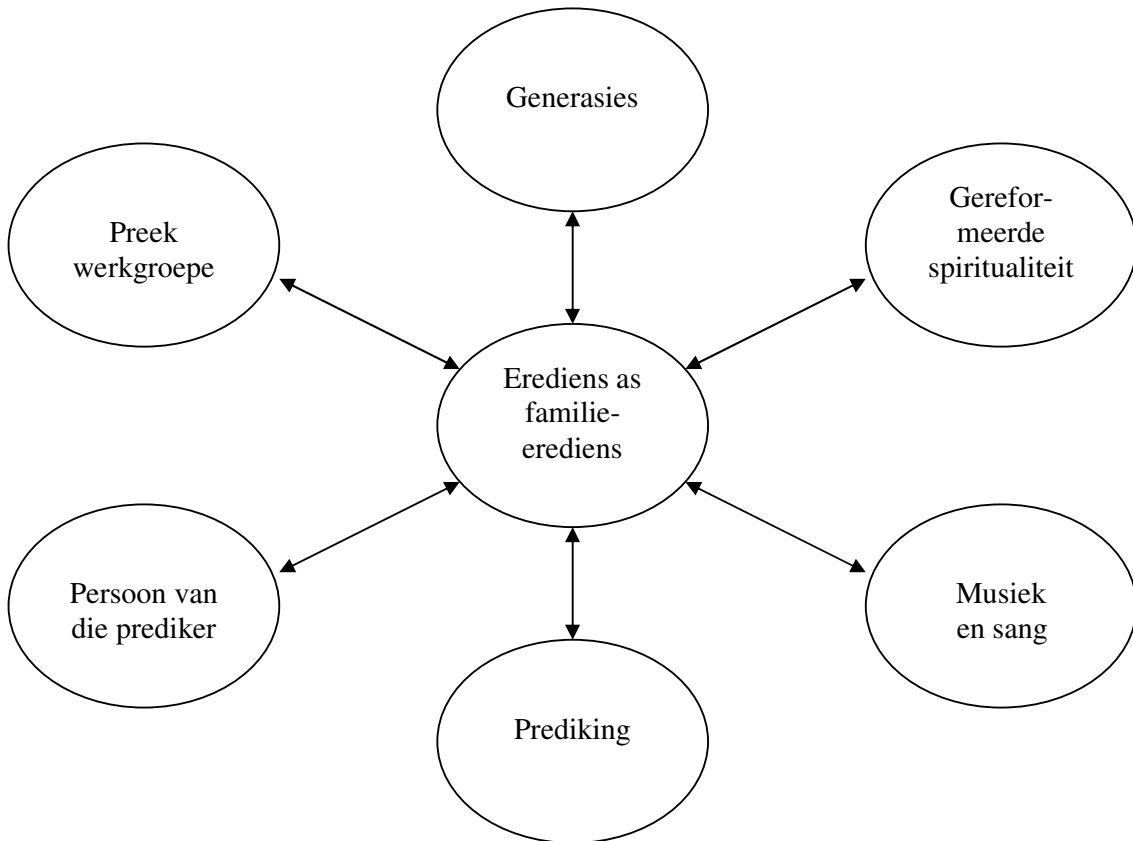 Generasies
Preek
werkgroepe
Gerefor-
meerde
spiritualiteit
Erediens as
familie-
erediens
Persoon van
die prediker
Musiek
en sang
Prediking